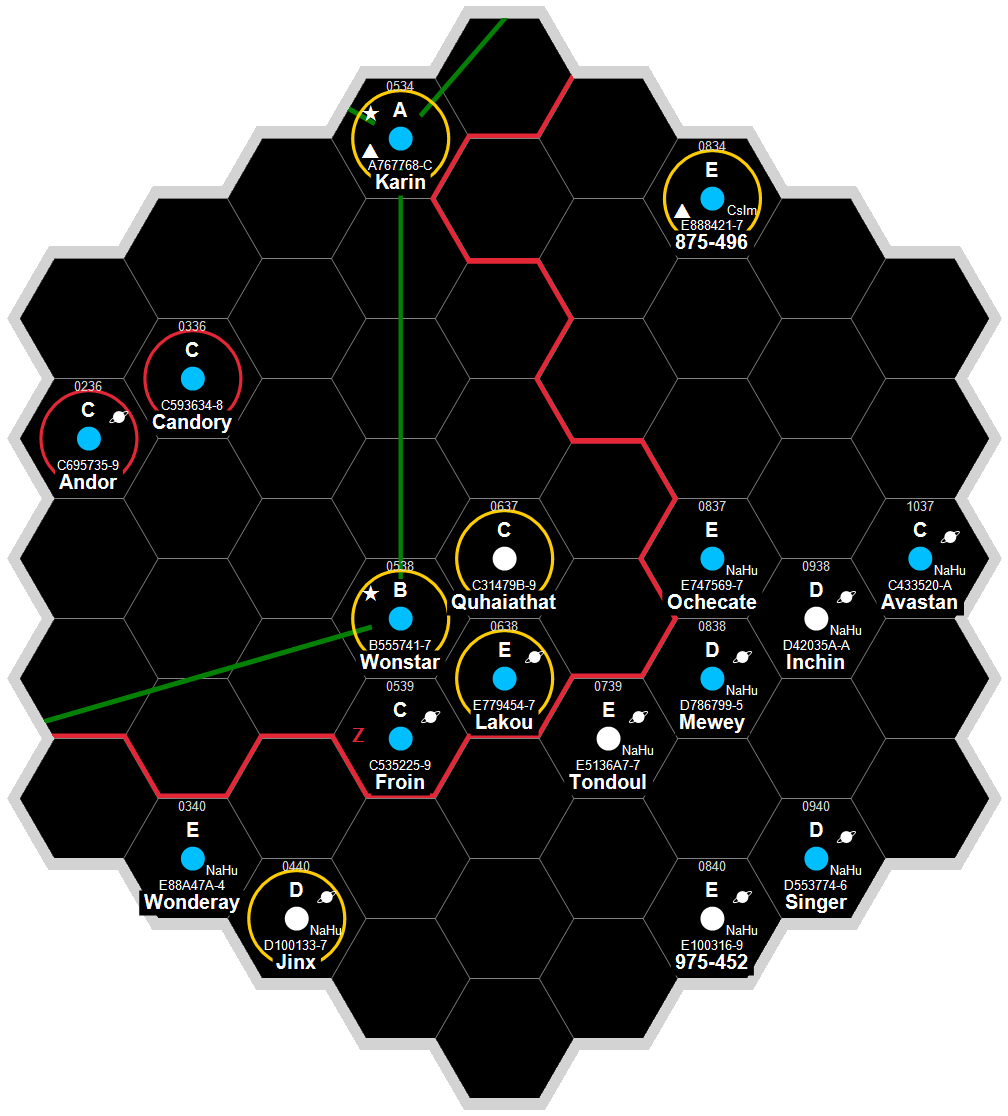 0534
A
A767768-C
Karin
0834
E
CsIm
E888421-7
875-496
0336
C
C593634-8
Candory
0236
C
C695735-9
Andor
0637
C
C31479B-9
Quhaiathat
0837
E
NaHu
E747569-7
Ochecate
1037
C
NaHu
C433520-A
Avastan
0538
B
B555741-7
Wonstar
0938
D
NaHu
D42035A-A
Inchin
0638
E
E779454-7
Lakou
0838
D
NaHu
D786799-5
Mewey
0539
C
Z
C535225-9
Froin
0739
E
NaHu
E5136A7-7
Tondoul
0340
E
NaHu
E88A47A-4
Wonderay
0940
D
NaHu
D553774-6
Singer
0440
D
NaHu
D100133-7
Jinx
0840
E
NaHu
E100316-9
975-452